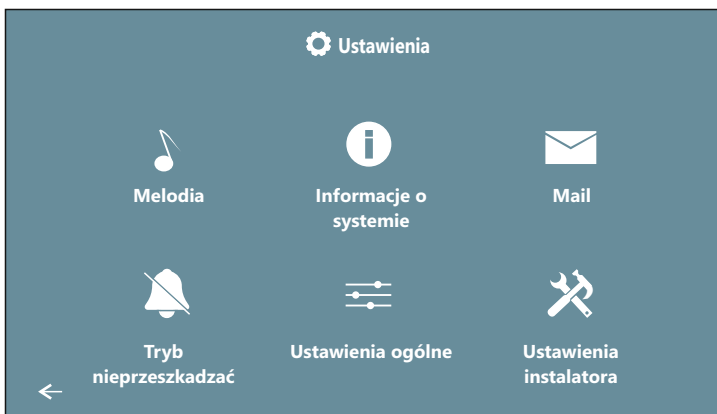 Ustawienia
Melodia
Informacje o
systemie
Mail
Tryb
nieprzeszkadzać
Ustawienia ogólne
Ustawienia
instalatora